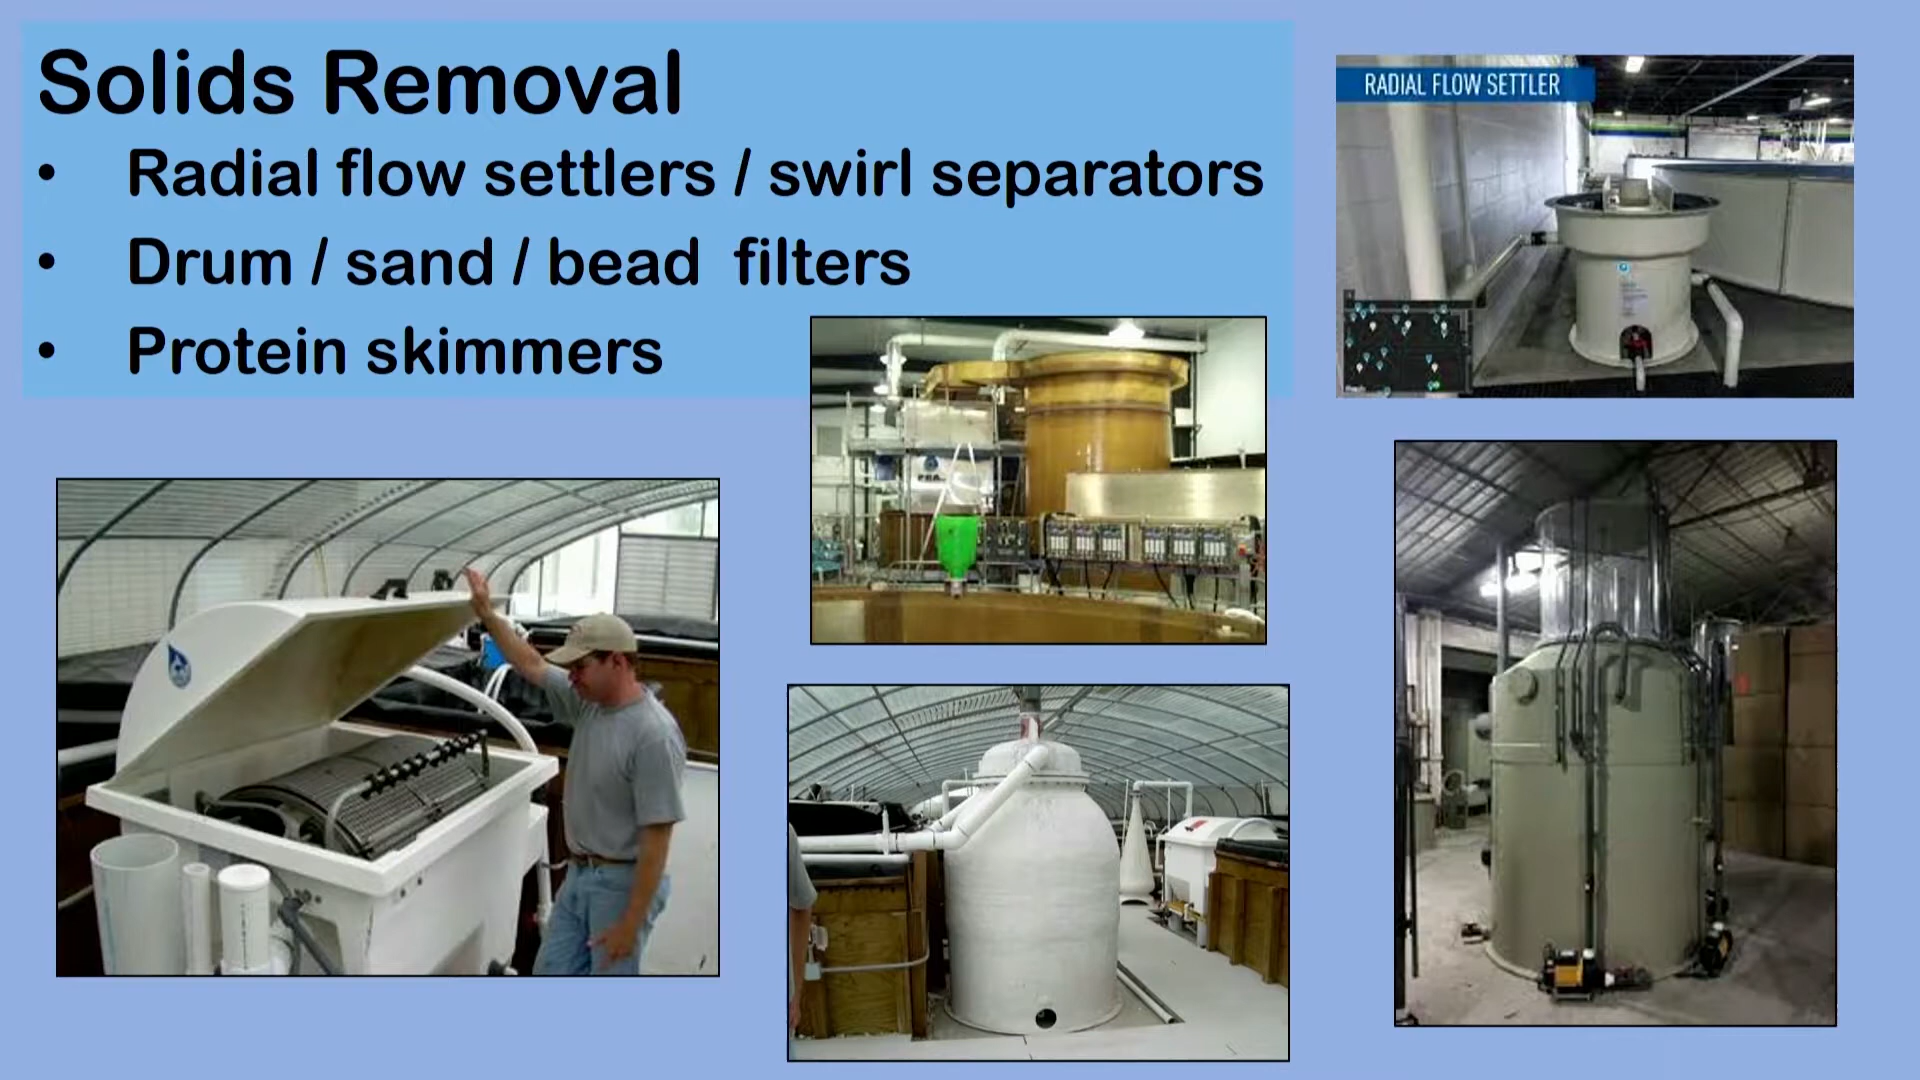 Solids Removal
• Radial flow settlers / swirl separators
• Drum / sand / bead filters
• Protein skimmers
RADIAL FLOW SETTLER